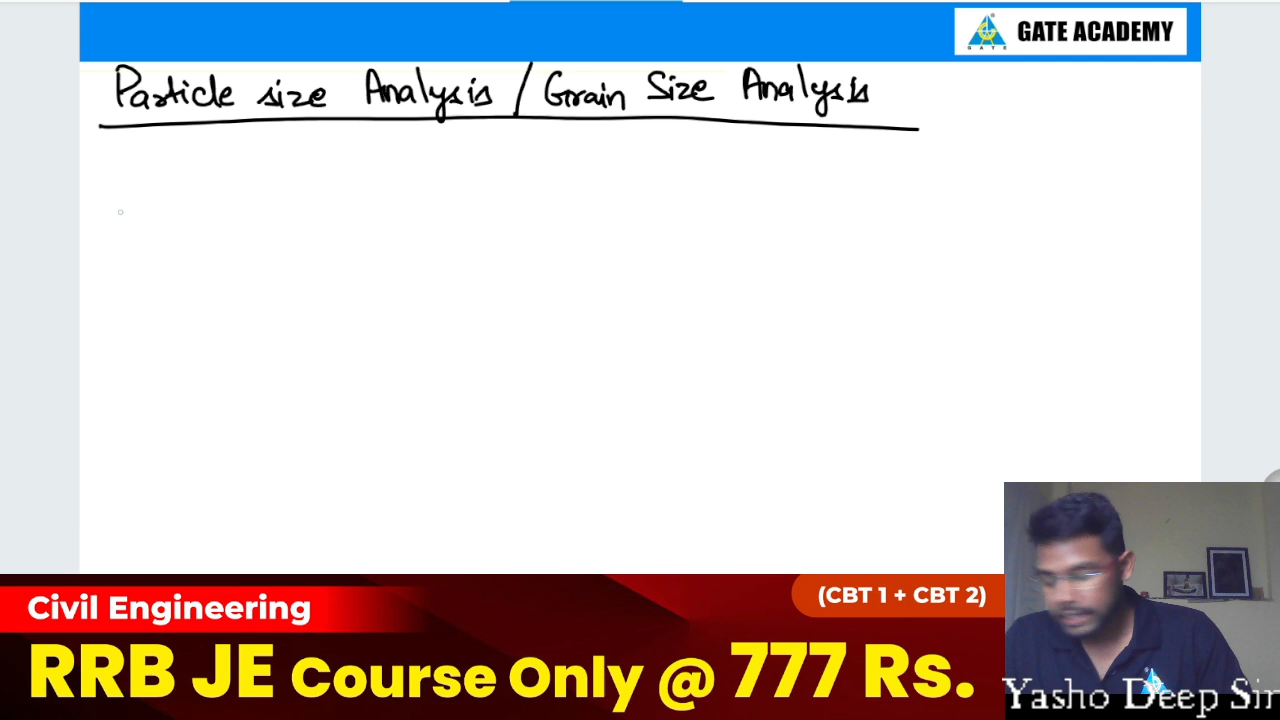 GATE ACADEMY
GATE
Particle size Analysis / Grain Size Analysis
Civil Engineering
(CBT 1 + CBT 2)
RRB JE Course Only @ 777 Rs.
Yasho Deep Sir